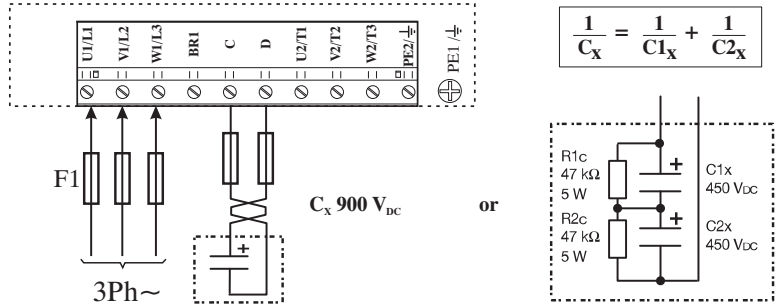 U1/L1 V1/L2 W1/L3 BR1 C D U2/T1 V2/T2 W2/T3 PE2/⏚ PE1/⏚
F1
3Ph~
+
Cx 900 VDC
or
1/Cx = 1/C1x + 1/C2x
R1c
47 kΩ
5 W
R2c
47 kΩ
5 W
+
C1x
450 VDC
+
C2x
450 VDC